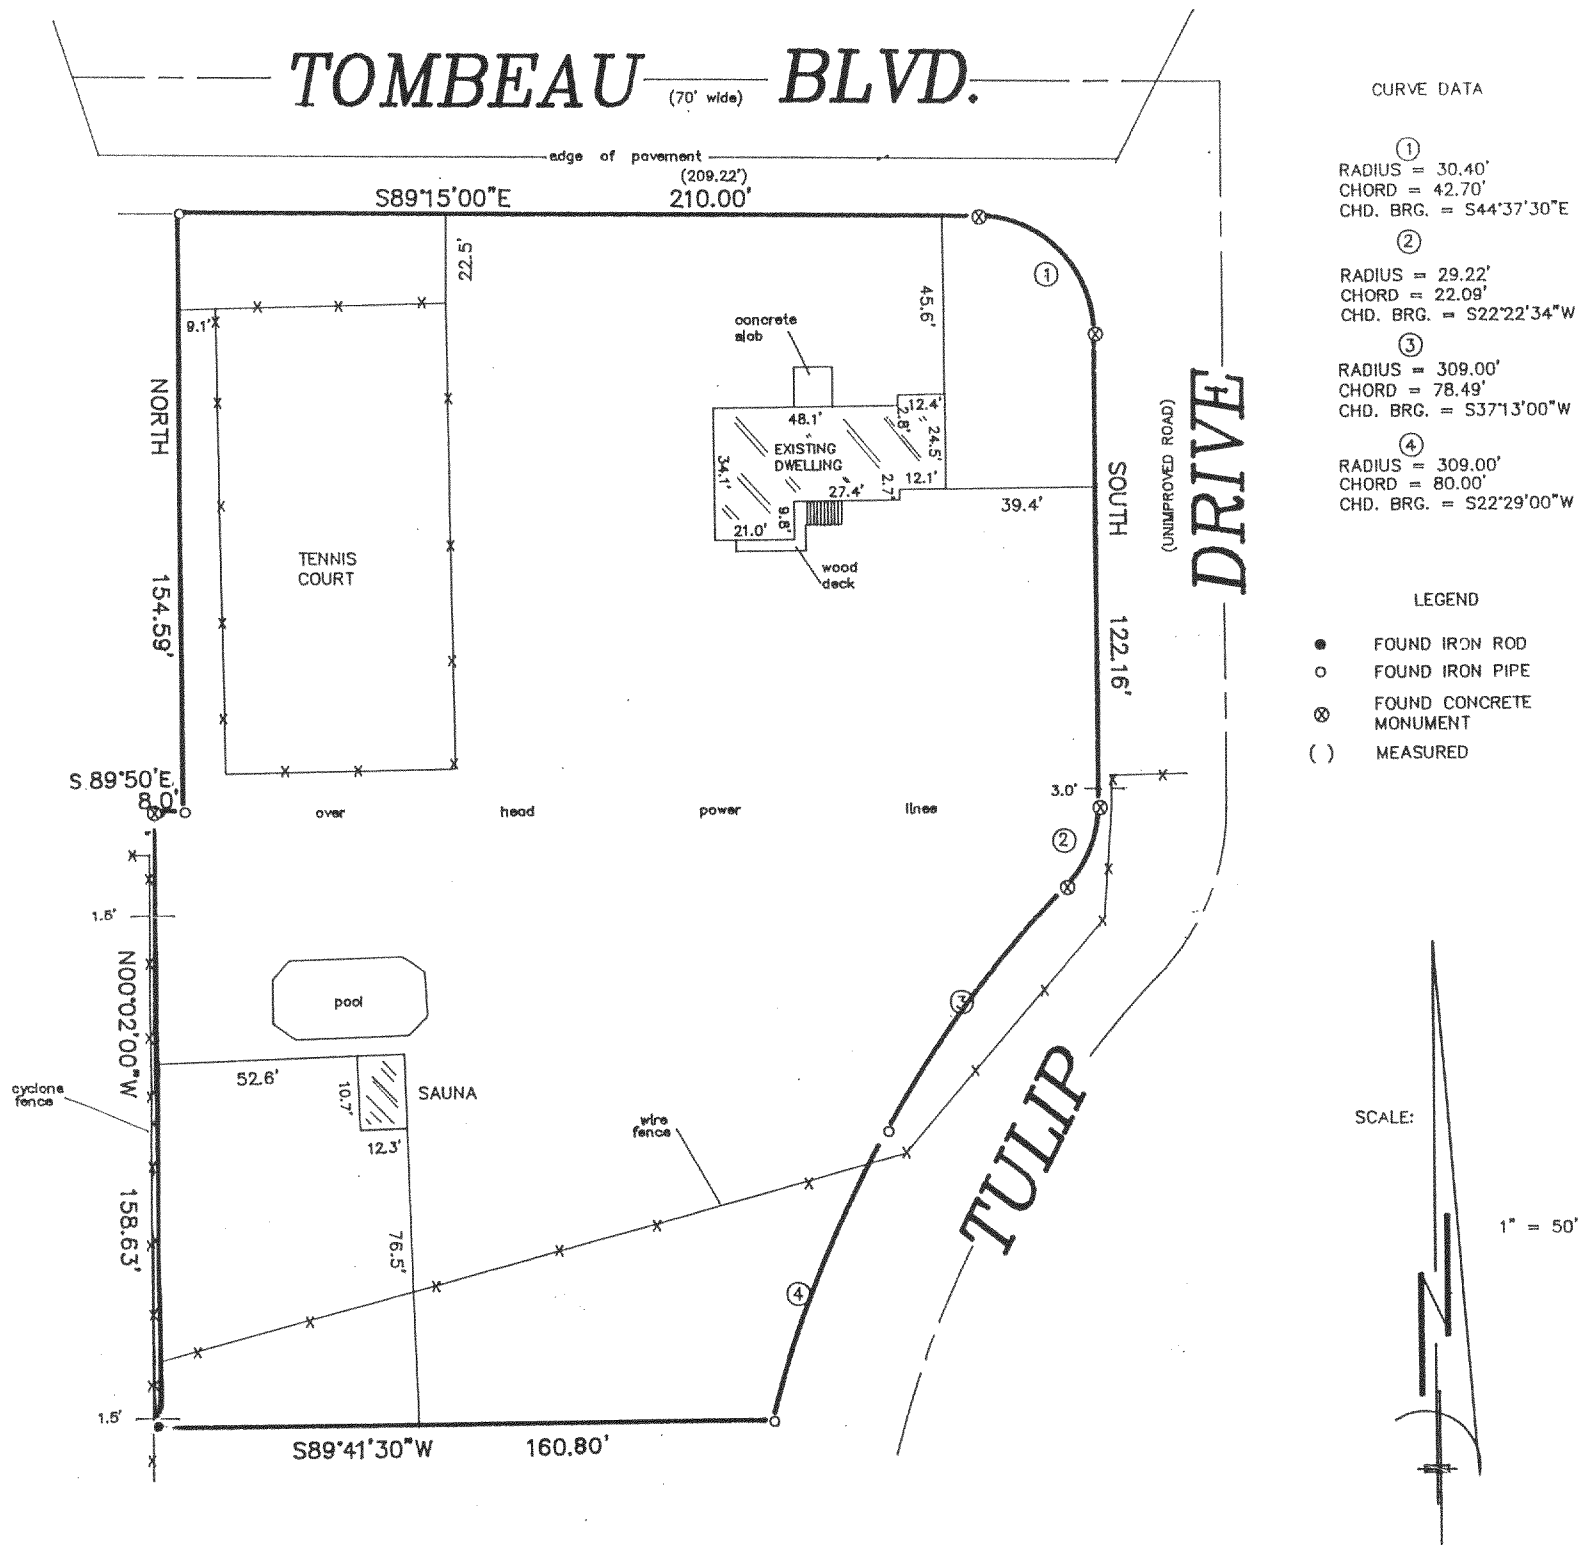 TOMBEAU BLVD.
(70' wide)
edge of pavement
(209.22')
S89°15'00"E 210.00'
22.5'
9.1'
NORTH 154.59'
TENNIS
COURT
concrete
slab
45.6'
48.1'
12.4'
2.8'
24.5'
EXISTING
DWELLING
34.1'
27.4'
2.7'
12.1'
21.0'
9.8'
39.4'
wood
deck
1
SOUTH 122.16'
(UNIMPROVED ROAD)
TULIP DRIVE
S.89°50'E
8.0'
over head power lines
3.0'
2
1.5'
N00°02'00"W 158.63'
pool
52.6'
10.7'
SAUNA
12.3'
76.5'
cyclone
fence
wire
fence
3
4
1.5'
S89°41'30"W 160.80'
CURVE DATA
1
RADIUS = 30.40'
CHORD = 42.70'
CHD. BRG. = S44°37'30"E
2
RADIUS = 29.22'
CHORD = 22.09'
CHD. BRG. = S22°22'34"W
3
RADIUS = 309.00'
CHORD = 78.49'
CHD. BRG. = S37°13'00"W
4
RADIUS = 309.00'
CHORD = 80.00'
CHD. BRG. = S22°29'00"W
LEGEND
FOUND IRON ROD
FOUND IRON PIPE
FOUND CONCRETE
MONUMENT
( ) MEASURED
SCALE:
1" = 50'
N